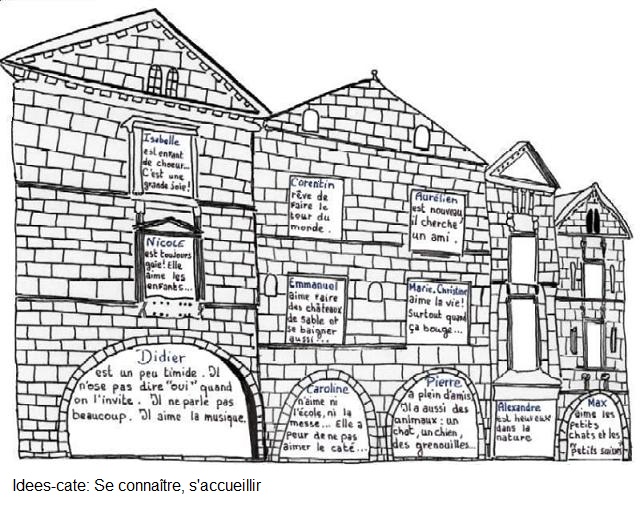 Isabelle
est enfant
de choeur...
C'est une
grande joie!
Corentin
rêve de
faire le
tour du
monde.
Aurélien
est nouveau,
il cherche
un ami.
Nicole
est toujours
gaie! Elle
aime les
enfants...
Emmanuel
aime faire
des châteaux
de sable et
se baigner
aussi...
Marie-Christine
aime la vie!
Surtout quand
ça bouge...
Didier
est un peu timide. Il
n'ose pas dire "oui" quand
on l'invite. Il ne parle pas
beaucoup. Il aime la musique.
Caroline
n'aime ni
l'école, ni la
messe... Elle a
peur de ne pas
aimer le caté...
Pierre
a plein d'amis.
Il a aussi des
animaux: un
chat, un chien,
des grenouilles...
Alexandre
est heureux
dans la
nature
Max
aime les
petits
chats et les
petits
Idees-cate: Se connaître, s'accueillir